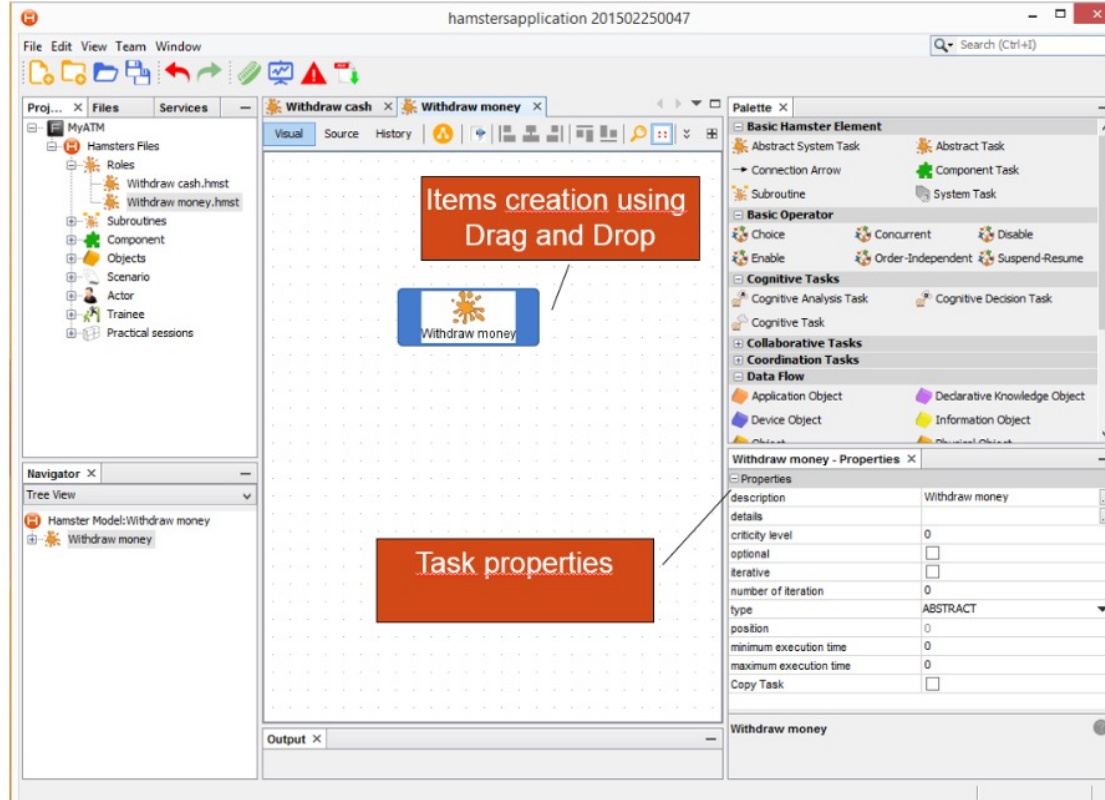 hamstersapplication 201502250047
File Edit View Team Window
Search (Ctrl+I)
Proj... Files Services
MyATM
Hamsters Files
Roles
Withdraw cash.hmst
Withdraw money.hmst
Subroutines
Component
Objects
Scenario
Actor
Trainee
Practical sessions
Navigator
Tree View
Hamster Model:Withdraw money
Withdraw money
Withdraw cash Withdraw money
Visual Source History
Items creation using
Drag and Drop
Withdraw money
Task properties
Output
Palette
Basic Hamster Element
Abstract System Task Abstract Task
Connection Arrow Component Task
Subroutine System Task
Basic Operator
Choice Concurrent Disable
Enable Order-Independent Suspend-Resume
Cognitive Tasks
Cognitive Analysis Task Cognitive Decision Task
Cognitive Task
Collaborative Tasks
Coordination Tasks
Data Flow
Application Object Declarative Knowledge Object
Device Object Information Object
Object Physical Object
Withdraw money - Properties
Properties
description Withdraw money
details
criticity level 0
optional
iterative
number of iteration 0
type ABSTRACT
position 0
minimum execution time 0
maximum execution time 0
Copy Task
Withdraw money